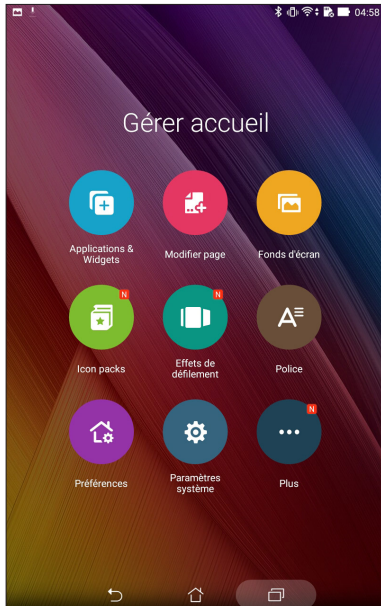 04:58
Gérer accueil
Applications &
Widgets
Modifier page
Fonds d'écran
N
N
Icon packs
Effets de
défilement
Police
N
Préférences
Paramètres
système
Plus